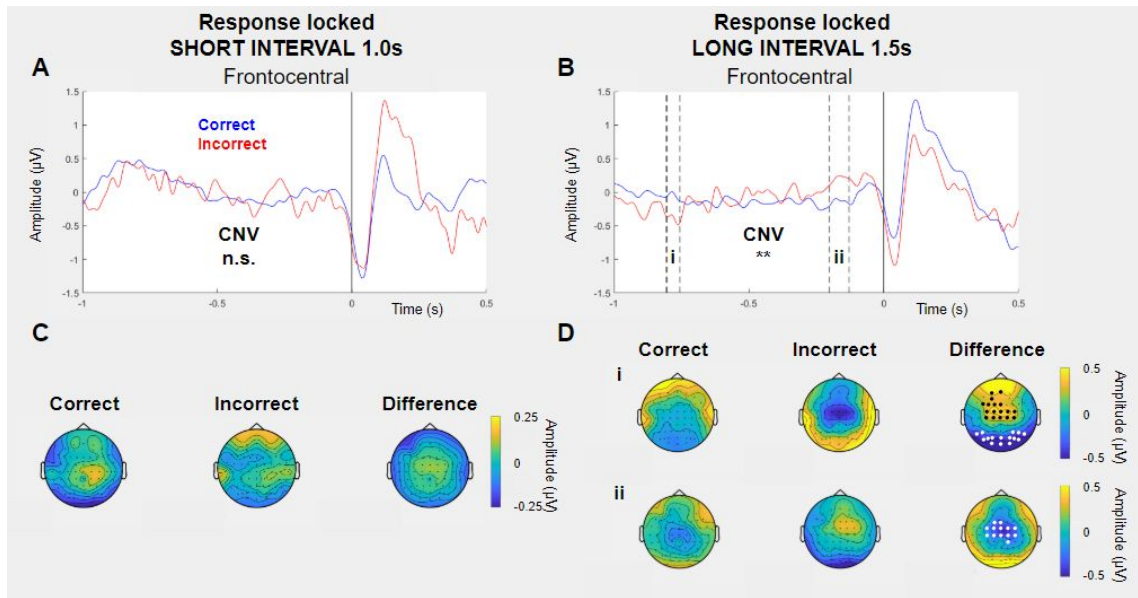 Response locked
SHORT INTERVAL 1.0s
Response locked
LONG INTERVAL 1.5s
A
Frontocentral
1.5
1
0.5
0
-0.5
-1
-1.5
Amplitude (µV)
Correct
Incorrect
CNV
n.s.
-1
-0.5
0
0.5
Time (s)
B
Frontocentral
1.5
1
0.5
0
-0.5
-1
-1.5
Amplitude (µV)
i
CNV
**
ii
-1
-0.5
0
0.5
Time (s)
C
Correct
Incorrect
Difference
0.25
0
-0.25
Amplitude (µV)
D
Correct
Incorrect
Difference
i
0.5
0
-0.5
Amplitude (µV)
ii
0.5
0
-0.5
Amplitude (µV)